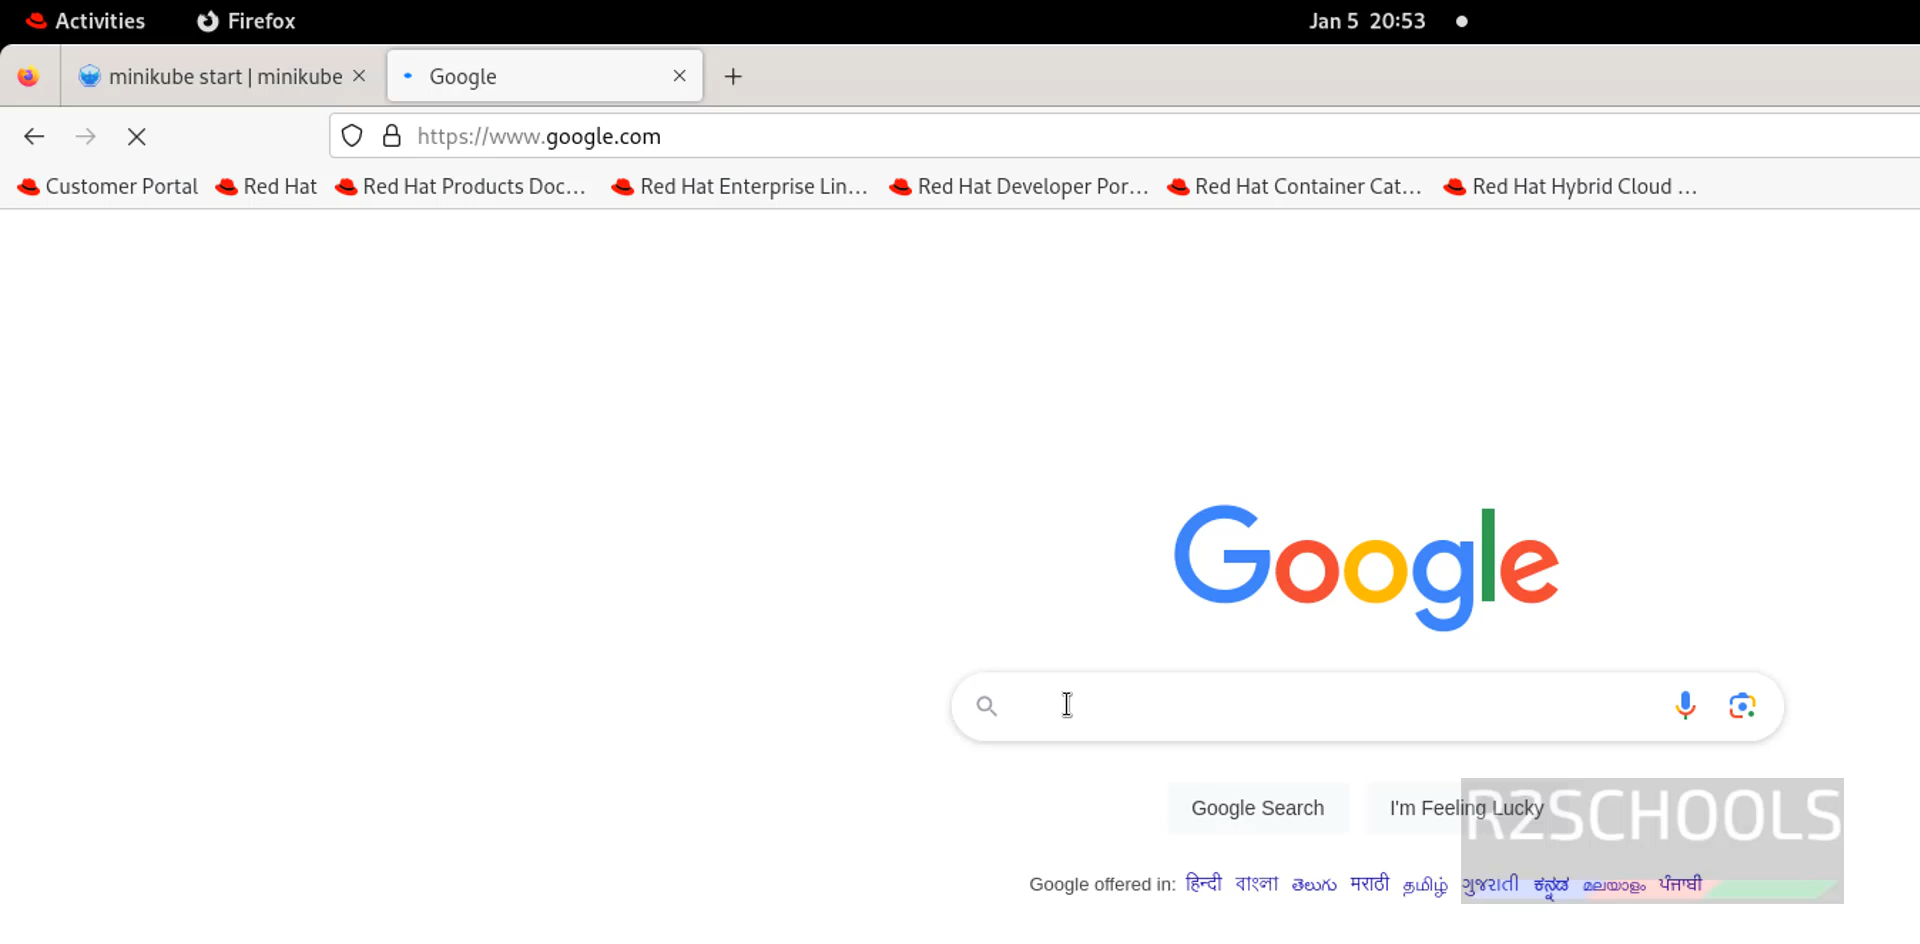 Activities Firefox Jan 5 20:53
minikube start | minikube Google
https://www.google.com
Customer Portal Red Hat Red Hat Products Doc… Red Hat Enterprise Lin… Red Hat Developer Por… Red Hat Container Cat… Red Hat Hybrid Cloud …
Google
Google Search I'm Feeling Lucky
R2SCHOOLS
Google offered in: हिन्दी বাংলা తెలుగు मराठी தமிழ் ગુજરાતી ಕನ್ನಡ മലയാളം ਪੰਜਾਬੀ